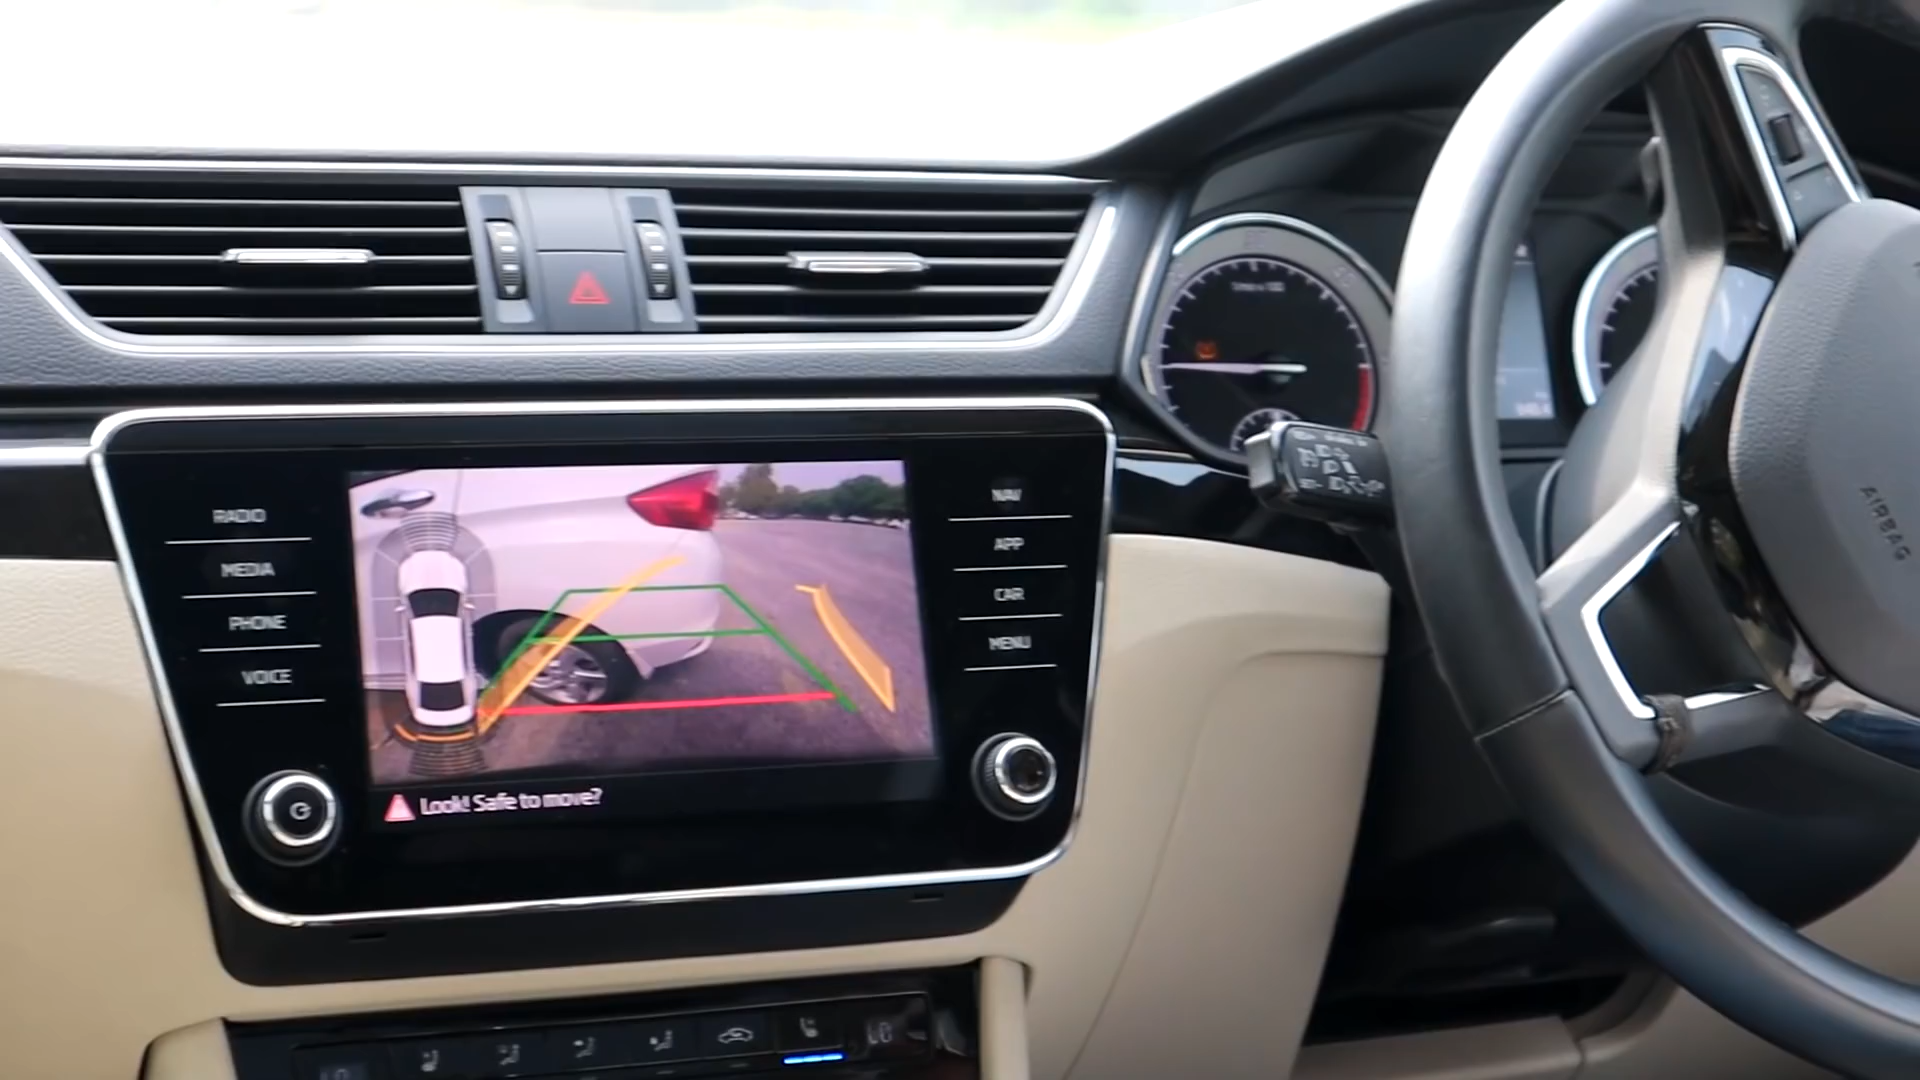 RADIO
MEDIA
PHONE
VOICE
NAV
APP
CAR
MENU
Look! Safe to move?
AIRBAG